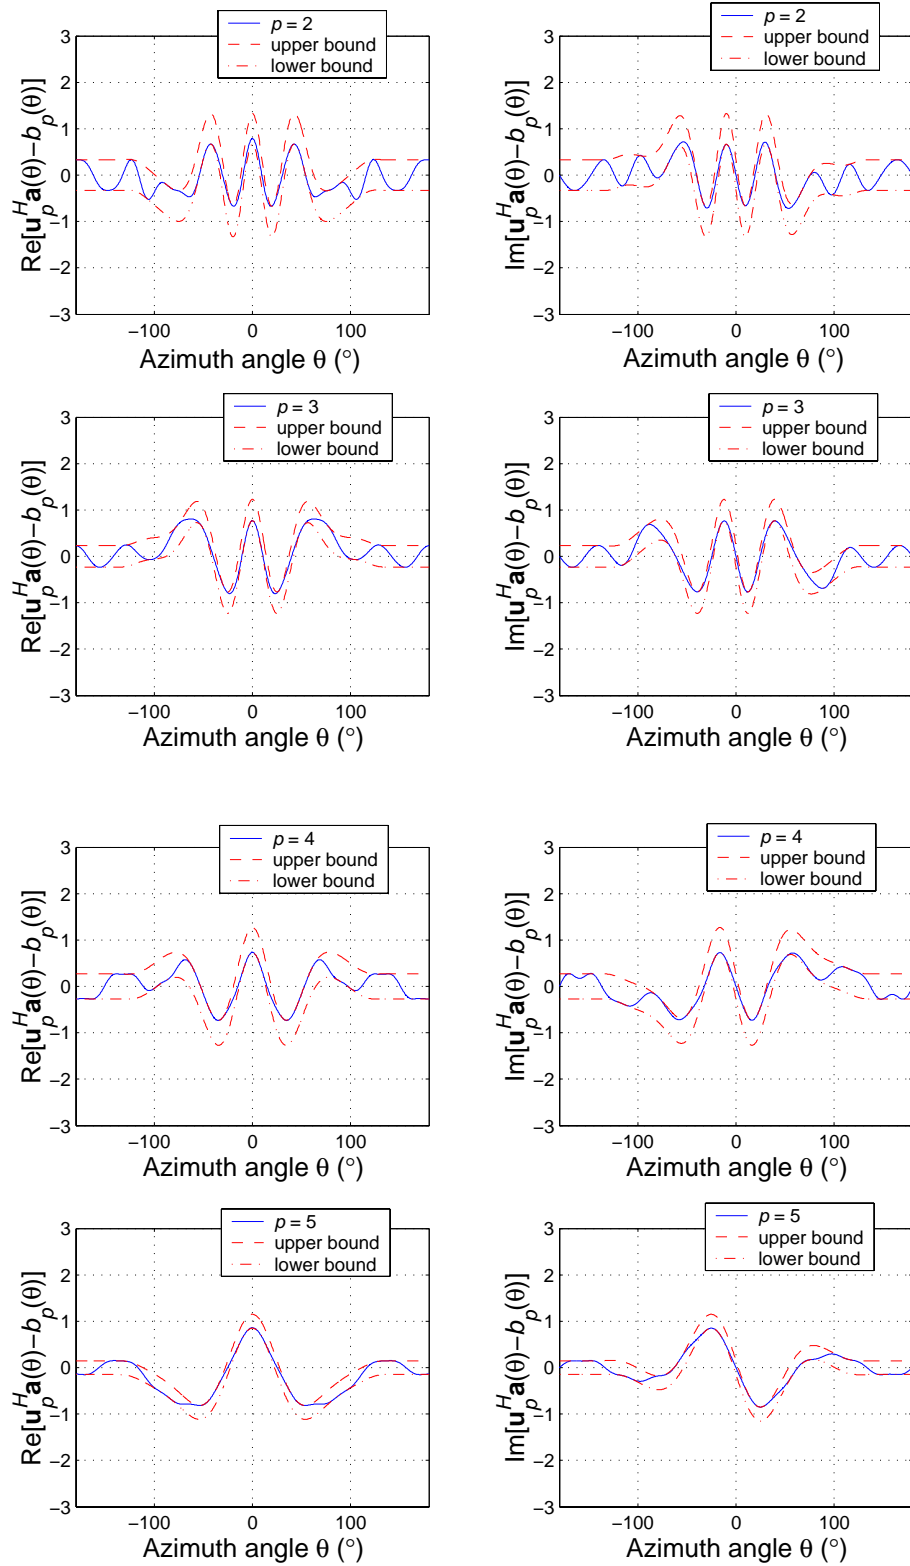 p = 2
upper bound
lower bound
3
2
1
0
−1
−2
−3
−100
0
100
Re[u_p^H a(θ)−b_p(θ)]
Azimuth angle θ (°)
p = 2
upper bound
lower bound
3
2
1
0
−1
−2
−3
−100
0
100
Im[u_p^H a(θ)−b_p(θ)]
Azimuth angle θ (°)
p = 3
upper bound
lower bound
3
2
1
0
−1
−2
−3
−100
0
100
Re[u_p^H a(θ)−b_p(θ)]
Azimuth angle θ (°)
p = 3
upper bound
lower bound
3
2
1
0
−1
−2
−3
−100
0
100
Im[u_p^H a(θ)−b_p(θ)]
Azimuth angle θ (°)
p = 4
upper bound
lower bound
3
2
1
0
−1
−2
−3
−100
0
100
Re[u_p^H a(θ)−b_p(θ)]
Azimuth angle θ (°)
p = 4
upper bound
lower bound
3
2
1
0
−1
−2
−3
−100
0
100
Im[u_p^H a(θ)−b_p(θ)]
Azimuth angle θ (°)
p = 5
upper bound
lower bound
3
2
1
0
−1
−2
−3
−100
0
100
Re[u_p^H a(θ)−b_p(θ)]
Azimuth angle θ (°)
p = 5
upper bound
lower bound
3
2
1
0
−1
−2
−3
−100
0
100
Im[u_p^H a(θ)−b_p(θ)]
Azimuth angle θ (°)